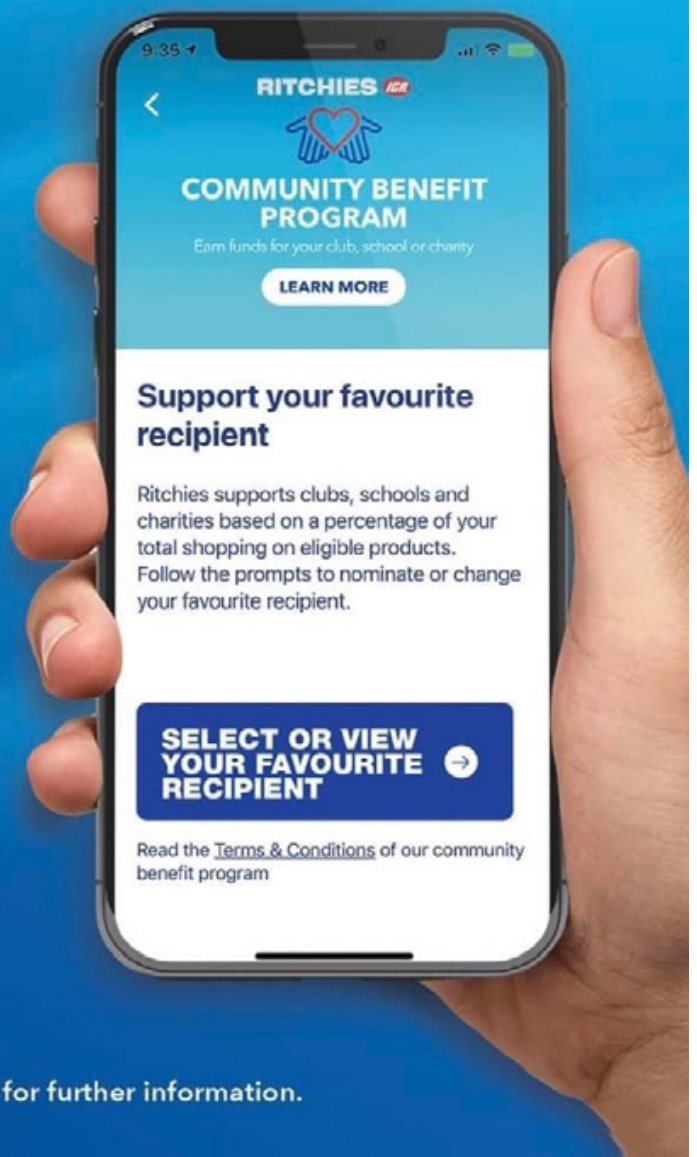 9:35
RITCHIES IGA
COMMUNITY BENEFIT
PROGRAM
Earn funds for your club, school or charity
LEARN MORE
Support your favourite
recipient
Ritchies supports clubs, schools and
charities based on a percentage of your
total shopping on eligible products.
Follow the prompts to nominate or change
your favourite recipient.
SELECT OR VIEW
YOUR FAVOURITE
RECIPIENT
Read the Terms & Conditions of our community
benefit program
for further information.